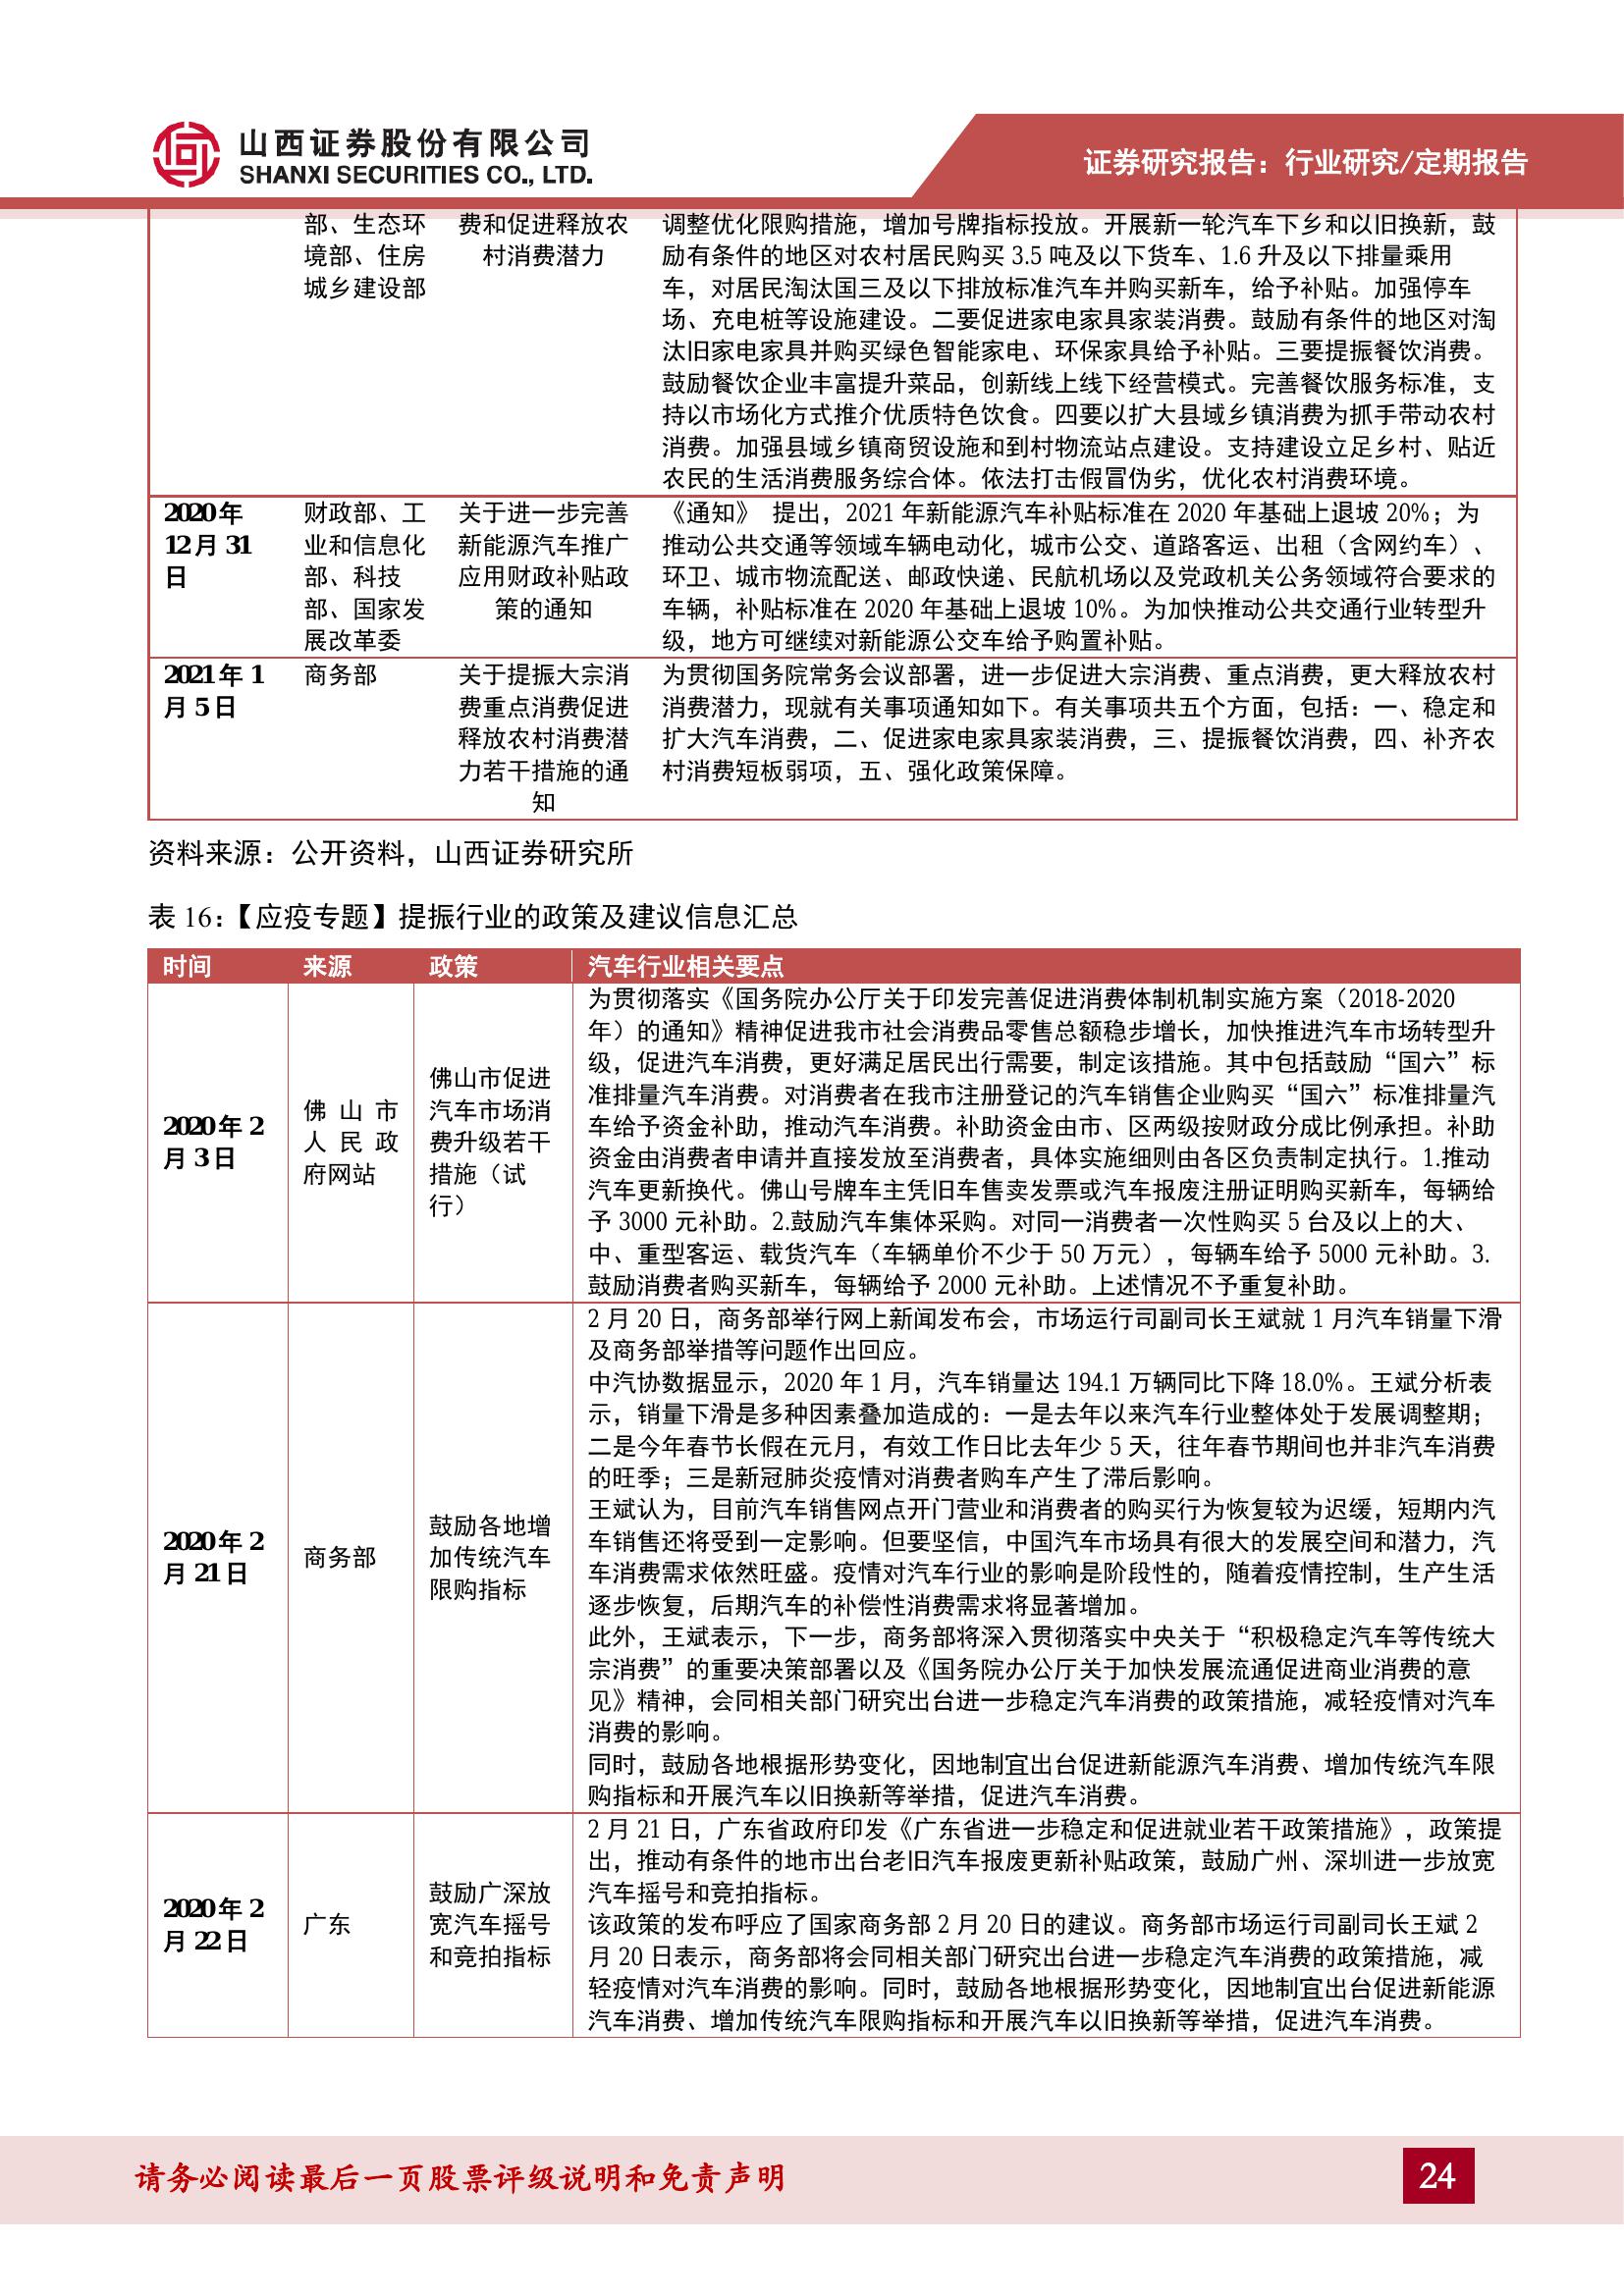 山西证券股份有限公司
SHANXI SECURITIES CO., LTD.
证券研究报告：行业研究/定期报告
部、生态环
境部、住房
城乡建设部
费和促进释放农
村消费潜力
调整优化限购措施，增加号牌指标投放。开展新一轮汽车下乡和以旧换新，鼓
励有条件的地区对农村居民购买 3.5 吨及以下货车、1.6 升及以下排量乘用
车，对居民淘汰国三及以下排放标准汽车并购买新车，给予补贴。加强停车
场、充电桩等设施建设。二要促进家电家具家装消费。鼓励有条件的地区对淘
汰旧家电家具并购买绿色智能家电、环保家具给予补贴。三要提振餐饮消费。
鼓励餐饮企业丰富提升菜品，创新线上线下经营模式。完善餐饮服务标准，支
持以市场化方式推介优质特色饮食。四要以扩大县域乡镇消费为抓手带动农村
消费。加强县域乡镇商贸设施和到村物流站点建设。支持建设立足乡村、贴近
农民的生活消费服务综合体。依法打击假冒伪劣，优化农村消费环境。
2020 年
12 月 31
日
财政部、工
业和信息化
部、科技
部、国家发
展改革委
关于进一步完善
新能源汽车推广
应用财政补贴政
策的通知
《通知》 提出，2021 年新能源汽车补贴标准在 2020 年基础上退坡 20%；为
推动公共交通等领域车辆电动化，城市公交、道路客运、出租（含网约车）、
环卫、城市物流配送、邮政快递、民航机场以及党政机关公务领域符合要求的
车辆，补贴标准在 2020 年基础上退坡 10%。为加快推动公共交通行业转型升
级，地方可继续对新能源公交车给予购置补贴。
2021 年 1
月 5 日
商务部
关于提振大宗消
费重点消费促进
释放农村消费潜
力若干措施的通
知
为贯彻国务院常务会议部署，进一步促进大宗消费、重点消费，更大释放农村
消费潜力，现就有关事项通知如下。有关事项共五个方面，包括：一、稳定和
扩大汽车消费，二、促进家电家具家装消费，三、提振餐饮消费，四、补齐农
村消费短板弱项，五、强化政策保障。
资料来源：公开资料，山西证券研究所
表 16：【应疫专题】提振行业的政策及建议信息汇总
时间 来源 政策 汽车行业相关要点
2020 年 2
月 3 日
佛 山 市
人 民 政
府网站
佛山市促进
汽车市场消
费升级若干
措施（试
行）
为贯彻落实《国务院办公厅关于印发完善促进消费体制机制实施方案（2018-2020
年）的通知》精神促进我市社会消费品零售总额稳步增长，加快推进汽车市场转型升
级，促进汽车消费，更好满足居民出行需要，制定该措施。其中包括鼓励“国六”标
准排量汽车消费。对消费者在我市注册登记的汽车销售企业购买“国六”标准排量汽
车给予资金补助，推动汽车消费。补助资金由市、区两级按财政分成比例承担。补助
资金由消费者申请并直接发放至消费者，具体实施细则由各区负责制定执行。1.推动
汽车更新换代。佛山号牌车主凭旧车售卖发票或汽车报废注册证明购买新车，每辆给
予 3000 元补助。2.鼓励汽车集体采购。对同一消费者一次性购买 5 台及以上的大、
中、重型客运、载货汽车（车辆单价不少于 50 万元），每辆车给予 5000 元补助。3.
鼓励消费者购买新车，每辆给予 2000 元补助。上述情况不予重复补助。
2020 年 2
月 21 日
商务部
鼓励各地增
加传统汽车
限购指标
2 月 20 日，商务部举行网上新闻发布会，市场运行司副司长王斌就 1 月汽车销量下滑
及商务部举措等问题作出回应。
中汽协数据显示，2020 年 1 月，汽车销量达 194.1 万辆同比下降 18.0%。王斌分析表
示，销量下滑是多种因素叠加造成的：一是去年以来汽车行业整体处于发展调整期；
二是今年春节长假在元月，有效工作日比去年少 5 天，往年春节期间也并非汽车消费
的旺季；三是新冠肺炎疫情对消费者购车产生了滞后影响。
王斌认为，目前汽车销售网点开门营业和消费者的购买行为恢复较为迟缓，短期内汽
车销售还将受到一定影响。但要坚信，中国汽车市场具有很大的发展空间和潜力，汽
车消费需求依然旺盛。疫情对汽车行业的影响是阶段性的，随着疫情控制，生产生活
逐步恢复，后期汽车的补偿性消费需求将显著增加。
此外，王斌表示，下一步，商务部将深入贯彻落实中央关于“积极稳定汽车等传统大
宗消费”的重要决策部署以及《国务院办公厅关于加快发展流通促进商业消费的意
见》精神，会同相关部门研究出台进一步稳定汽车消费的政策措施，减轻疫情对汽车
消费的影响。
同时，鼓励各地根据形势变化，因地制宜出台促进新能源汽车消费、增加传统汽车限
购指标和开展汽车以旧换新等举措，促进汽车消费。
2020 年 2
月 22 日
广东
鼓励广深放
宽汽车摇号
和竞拍指标
2 月 21 日，广东省政府印发《广东省进一步稳定和促进就业若干政策措施》，政策提
出，推动有条件的地市出台老旧汽车报废更新补贴政策，鼓励广州、深圳进一步放宽
汽车摇号和竞拍指标。
该政策的发布呼应了国家商务部 2 月 20 日的建议。商务部市场运行司副司长王斌 2
月 20 日表示，商务部将会同相关部门研究出台进一步稳定汽车消费的政策措施，减
轻疫情对汽车消费的影响。同时，鼓励各地根据形势变化，因地制宜出台促进新能源
汽车消费、增加传统汽车限购指标和开展汽车以旧换新等举措，促进汽车消费。
请务必阅读最后一页股票评级说明和免责声明
24